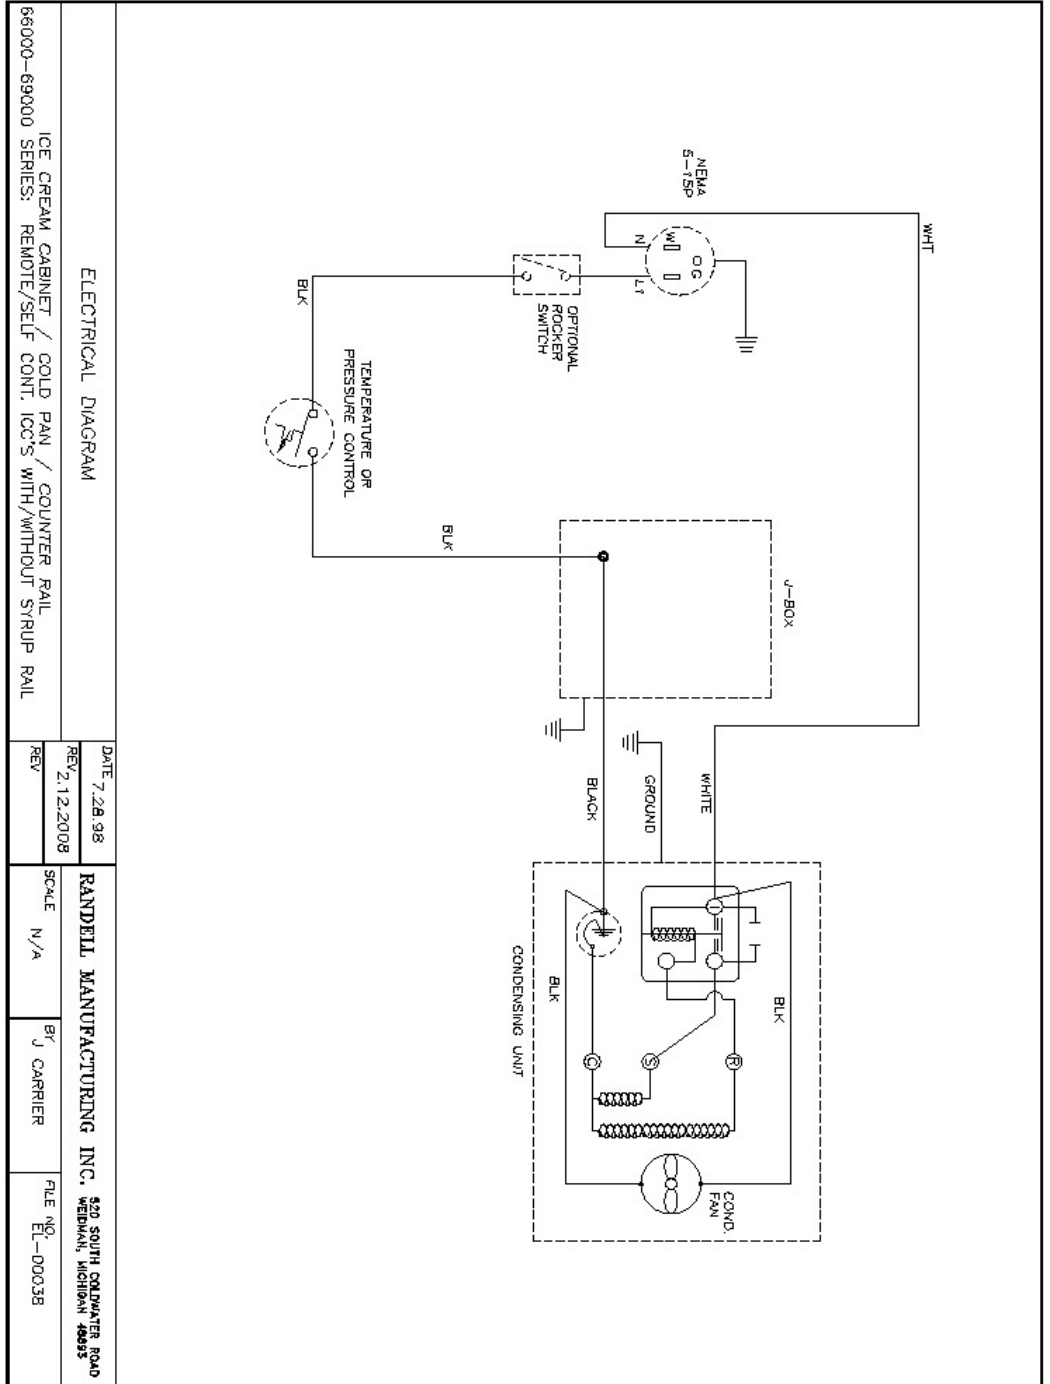 WHT
NEMA
5-15P
N
W
G
L1
OPTIONAL
ROCKER
SWITCH
BLK
TEMPERATURE OR
PRESSURE CONTROL
BLK
J-BOX
WHITE
GROUND
BLACK
BLK
BLK
R
S
C
COND.
FAN
CONDENSING UNIT
ELECTRICAL DIAGRAM
ICE CREAM CABINET / COLD PAN / COUNTER RAIL
66000-69000 SERIES: REMOTE/SELF CONT. ICC'S WITH/WITHOUT SYRUP RAIL
DATE 7.28.98
REV 2.12.2008
REV
RANDELL MANUFACTURING INC. 520 SOUTH COLDWATER ROAD
WEIDMAN, MICHIGAN 48893
SCALE N/A
BY J CARRIER
FILE NO. EL-D0038